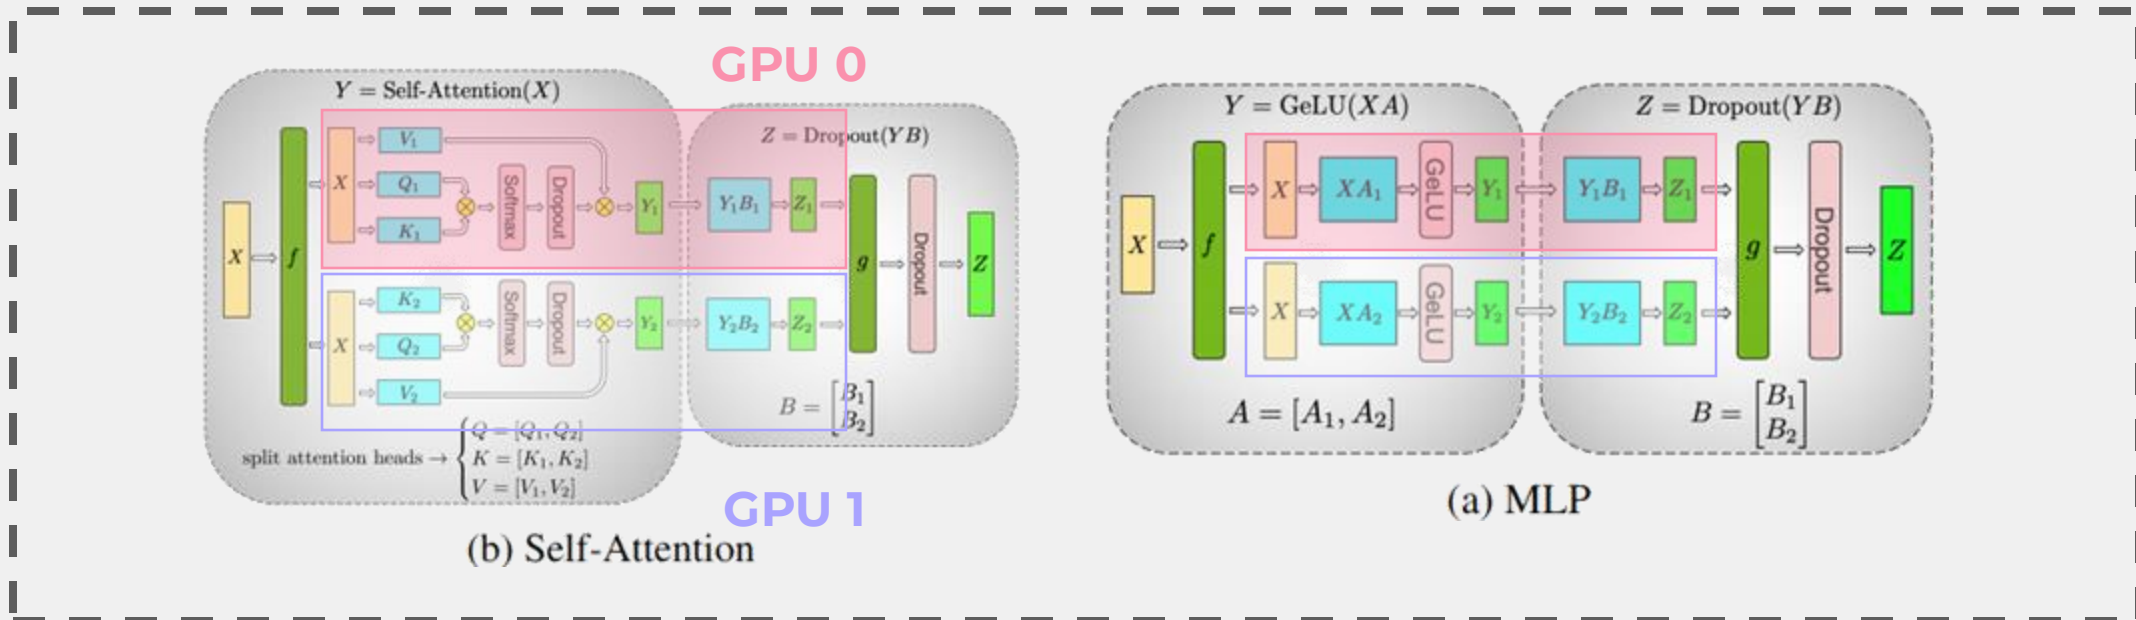 GPU 0
Y = Self-Attention(X)
Z = Dropout(YB)
X
f
X
V₁
Q₁
K₁
Softmax
Dropout
Y₁
Y₁B₁
Z₁
X
K₂
Q₂
V₂
Softmax
Dropout
Y₂
Y₂B₂
Z₂
g
Dropout
Z
B = [B₁
B₂]
split attention heads → { Q = [Q₁, Q₂]
K = [K₁, K₂]
V = [V₁, V₂]
GPU 1
(b) Self-Attention
Y = GeLU(XA)
Z = Dropout(YB)
X
f
X
XA₁
GeLU
Y₁
Y₁B₁
Z₁
X
XA₂
GeLU
Y₂
Y₂B₂
Z₂
g
Dropout
Z
A = [A₁, A₂]
B = [B₁
B₂]
(a) MLP